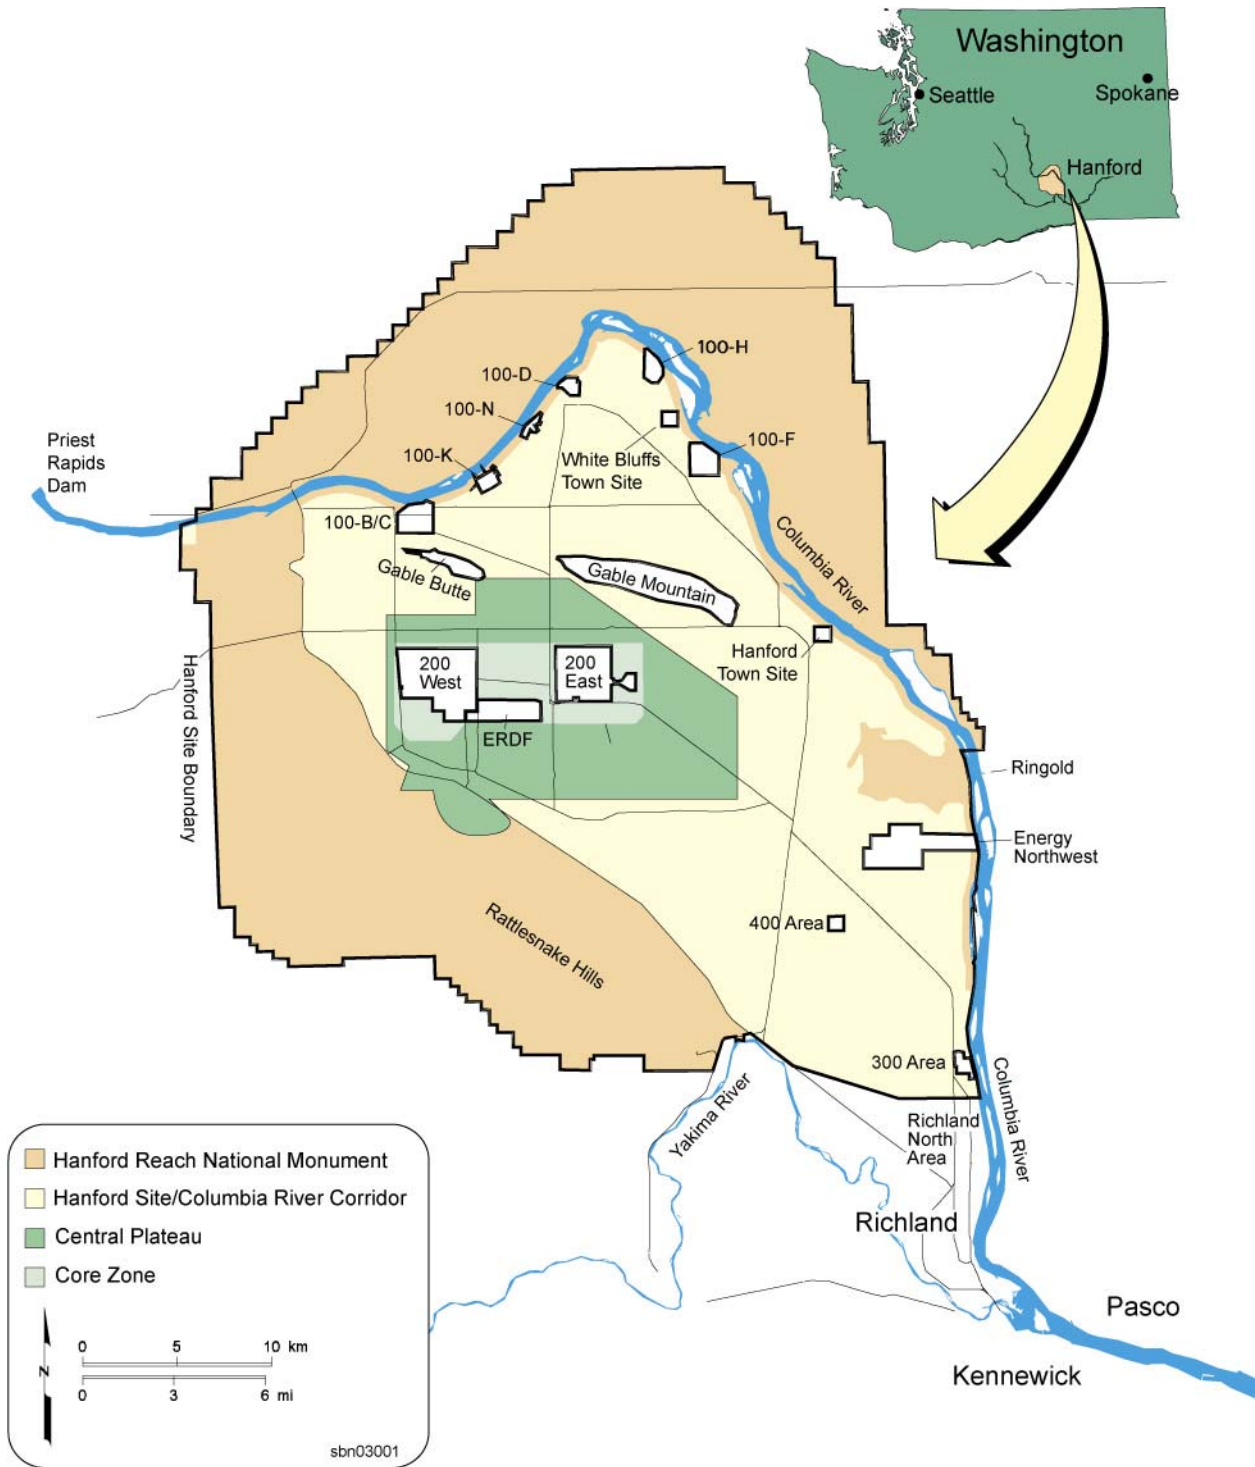 Washington
Seattle
Spokane
Hanford
100-H
100-D
100-N
100-F
Priest
Rapids
Dam
100-K
White Bluffs
Town Site
100-B/C
Columbia River
Gable Butte
Gable Mountain
Hanford
Town Site
Hanford Site Boundary
200
West
200
East
ERDF
Ringold
Energy
Northwest
400 Area
Rattlesnake Hills
300 Area
Columbia River
Yakima River
Richland
North
Area
Richland
Pasco
Kennewick
Hanford Reach National Monument
Hanford Site/Columbia River Corridor
Central Plateau
Core Zone
N
0 5 10 km
0 3 6 mi
sbn03001